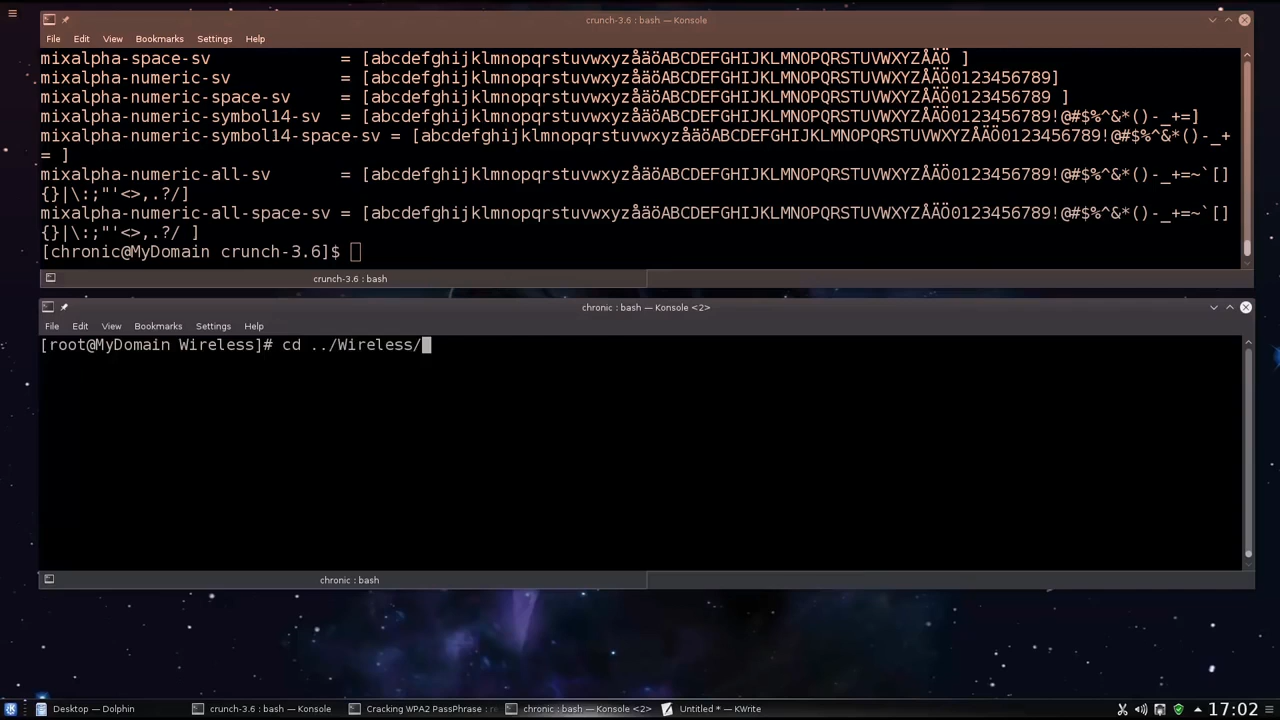 crunch-3.6 : bash — Konsole
File Edit View Bookmarks Settings Help
mixalpha-space-sv = [abcdefghijklmnopqrstuvwxyzåäöABCDEFGHIJKLMNOPQRSTUVWXYZÅÄÖ ]
mixalpha-numeric-sv = [abcdefghijklmnopqrstuvwxyzåäöABCDEFGHIJKLMNOPQRSTUVWXYZÅÄÖ0123456789]
mixalpha-numeric-space-sv = [abcdefghijklmnopqrstuvwxyzåäöABCDEFGHIJKLMNOPQRSTUVWXYZÅÄÖ0123456789 ]
mixalpha-numeric-symbol14-sv = [abcdefghijklmnopqrstuvwxyzåäöABCDEFGHIJKLMNOPQRSTUVWXYZÅÄÖ0123456789!@#$%^&*()-_+=]
mixalpha-numeric-symbol14-space-sv = [abcdefghijklmnopqrstuvwxyzåäöABCDEFGHIJKLMNOPQRSTUVWXYZÅÄÖ0123456789!@#$%^&*()-_+
= ]
mixalpha-numeric-all-sv = [abcdefghijklmnopqrstuvwxyzåäöABCDEFGHIJKLMNOPQRSTUVWXYZÅÄÖ0123456789!@#$%^&*()-_+=~`[]
{}|\:;"'<>,.?/]
mixalpha-numeric-all-space-sv = [abcdefghijklmnopqrstuvwxyzåäöABCDEFGHIJKLMNOPQRSTUVWXYZÅÄÖ0123456789!@#$%^&*()-_+=~`[]
{}|\:;"'<>,.?/ ]
[chronic@MyDomain crunch-3.6]$
crunch-3.6 : bash
chronic : bash — Konsole <2>
File Edit View Bookmarks Settings Help
[root@MyDomain Wireless]# cd ../Wireless/
chronic : bash
Desktop — Dolphin crunch-3.6 : bash — Konsole Cracking WPA2 PassPhrase : chronic : bash — Konsole <2> Untitled * — KWrite 17:02